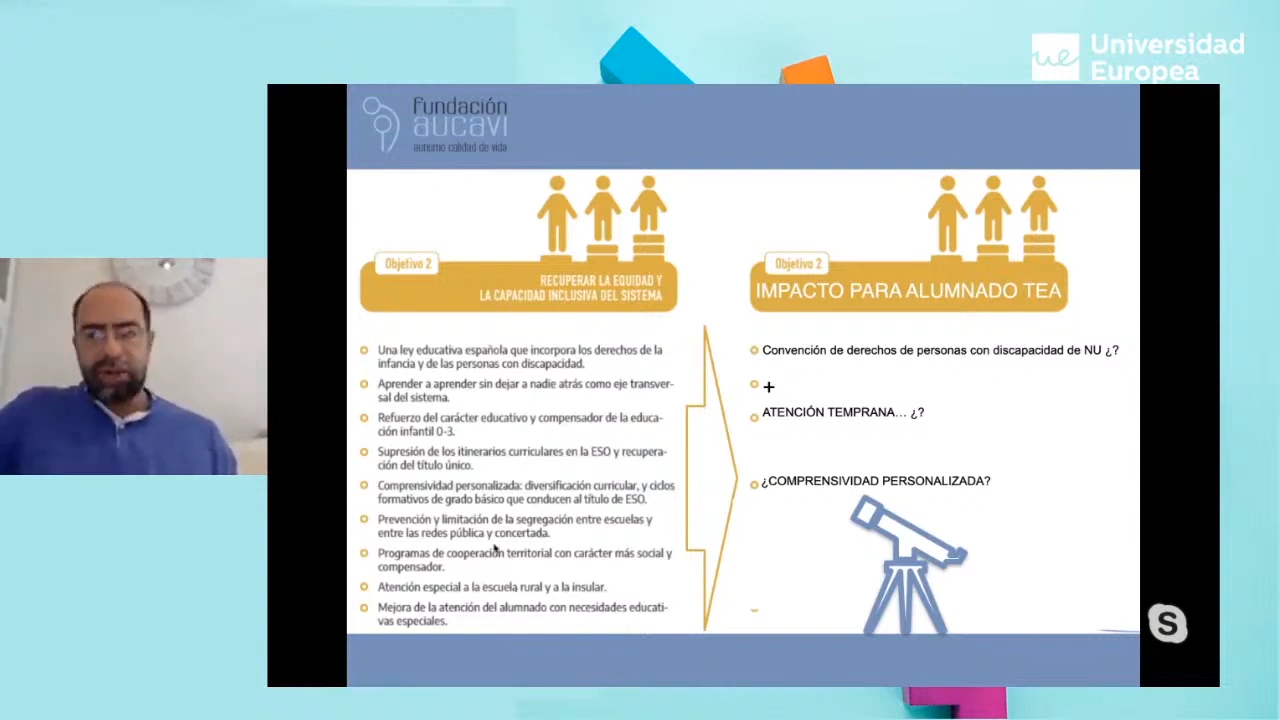 ue Universidad
Europea
fundación
aucavi
autismo calidad de vida
Objetivo 2
RECUPERAR LA EQUIDAD Y
LA CAPACIDAD INCLUSIVA DEL SISTEMA
Una ley educativa española que incorpora los derechos de la
infancia y de las personas con discapacidad.
Aprender a aprender sin dejar a nadie atrás como eje transver-
sal del sistema.
Refuerzo del carácter educativo y compensador de la educa-
ción infantil 0-3.
Supresión de los itinerarios curriculares en la ESO y recupera-
ción del título único.
Comprensividad personalizada: diversificación curricular, y ciclos
formativos de grado básico que conducen al título de ESO.
Prevención y limitación de la segregación entre escuelas y
entre las redes pública y concertada.
Programas de cooperación territorial con carácter más social y
compensador.
Atención especial a la escuela rural y a la insular.
Mejora de la atención del alumnado con necesidades educati-
vas especiales.
Objetivo 2
IMPACTO PARA ALUMNADO TEA
Convención de derechos de personas con discapacidad de NU ¿?
+
ATENCIÓN TEMPRANA... ¿?
¿COMPRENSIVIDAD PERSONALIZADA?
S